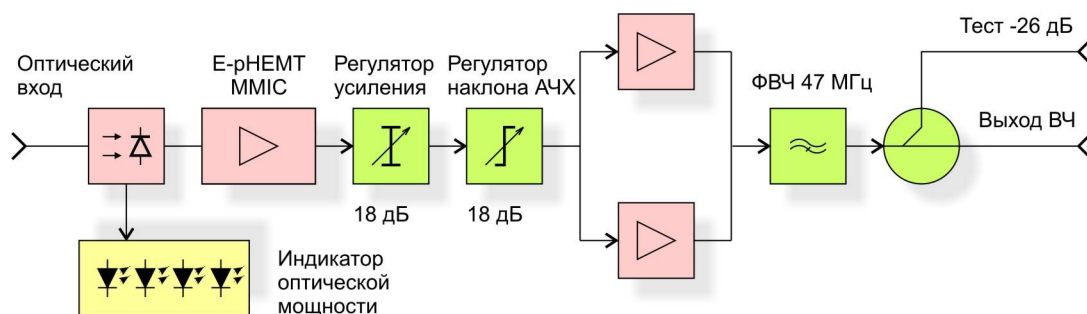 Оптический
вход
E-pHEMT
MMIC
Регулятор
усиления
18 дБ
Регулятор
наклона АЧХ
18 дБ
ФВЧ 47 МГц
Тест -26 дБ
Выход ВЧ
Индикатор
оптической
мощности